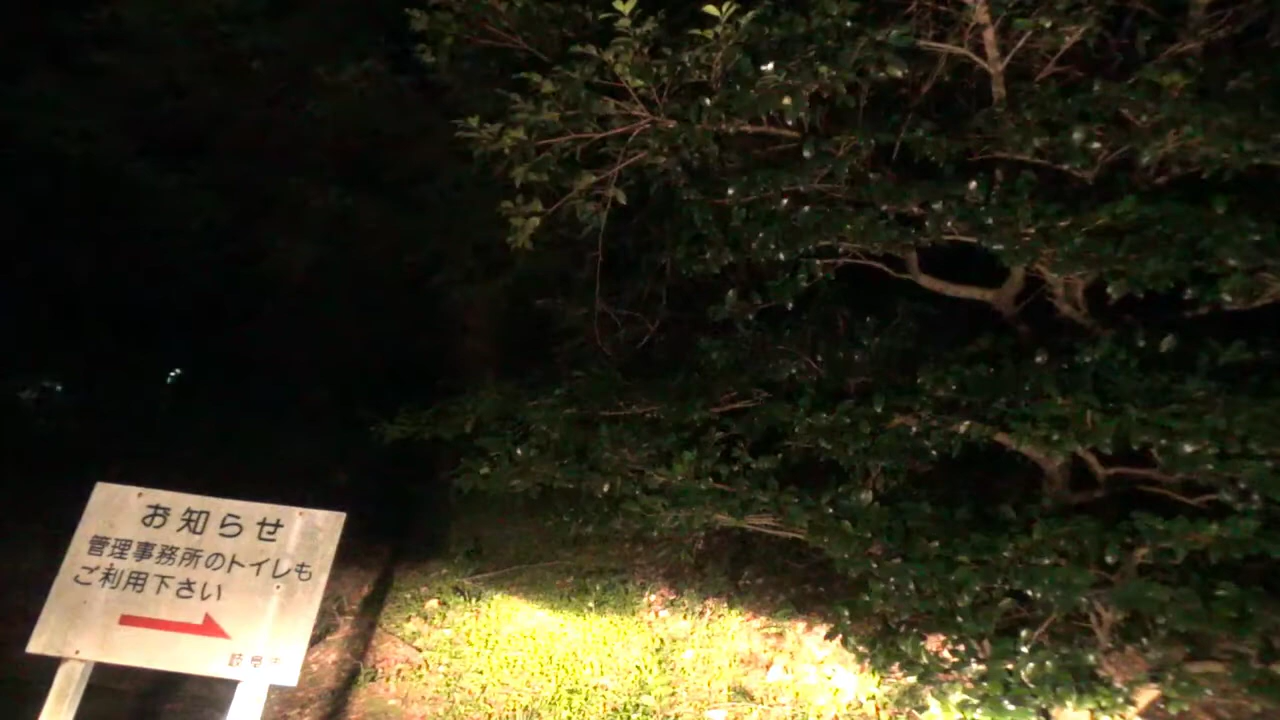 お知らせ
管理事務所のトイレも
ご利用下さい